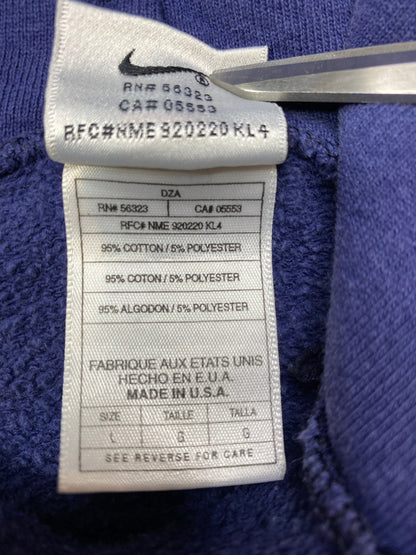 ®
RN# 56323
CA# 05553
RFC#NME 920220 KL4
DZA
RN# 56323 CA# 05553
RFC# NME 920220 KL4
95% COTTON / 5% POLYESTER
95% COTON / 5% POLYESTER
95% ALGODON / 5% POLYESTER
FABRIQUE AUX ETATS UNIS
HECHO EN E.U.A.
MADE IN U.S.A.
SIZE TAILLE TALLA
L G G
SEE REVERSE FOR CARE